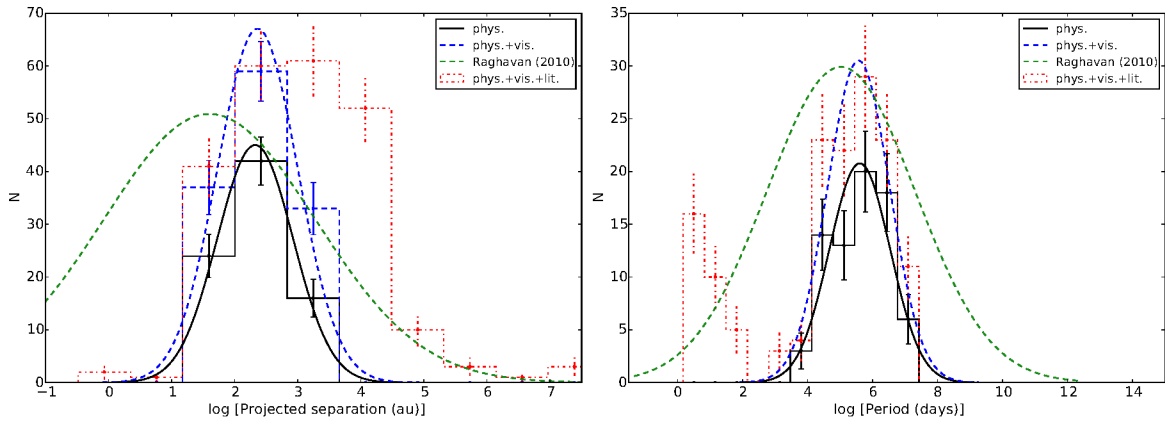 70
60
50
40
30
20
10
0
N
−1 0 1 2 3 4 5 6 7
log [Projected separation (au)]
phys.
phys.+vis.
Raghavan (2010)
phys.+vis.+lit.
35
30
25
20
15
10
5
0
N
0 2 4 6 8 10 12 14
log [Period (days)]
phys.
phys.+vis.
Raghavan (2010)
phys.+vis.+lit.